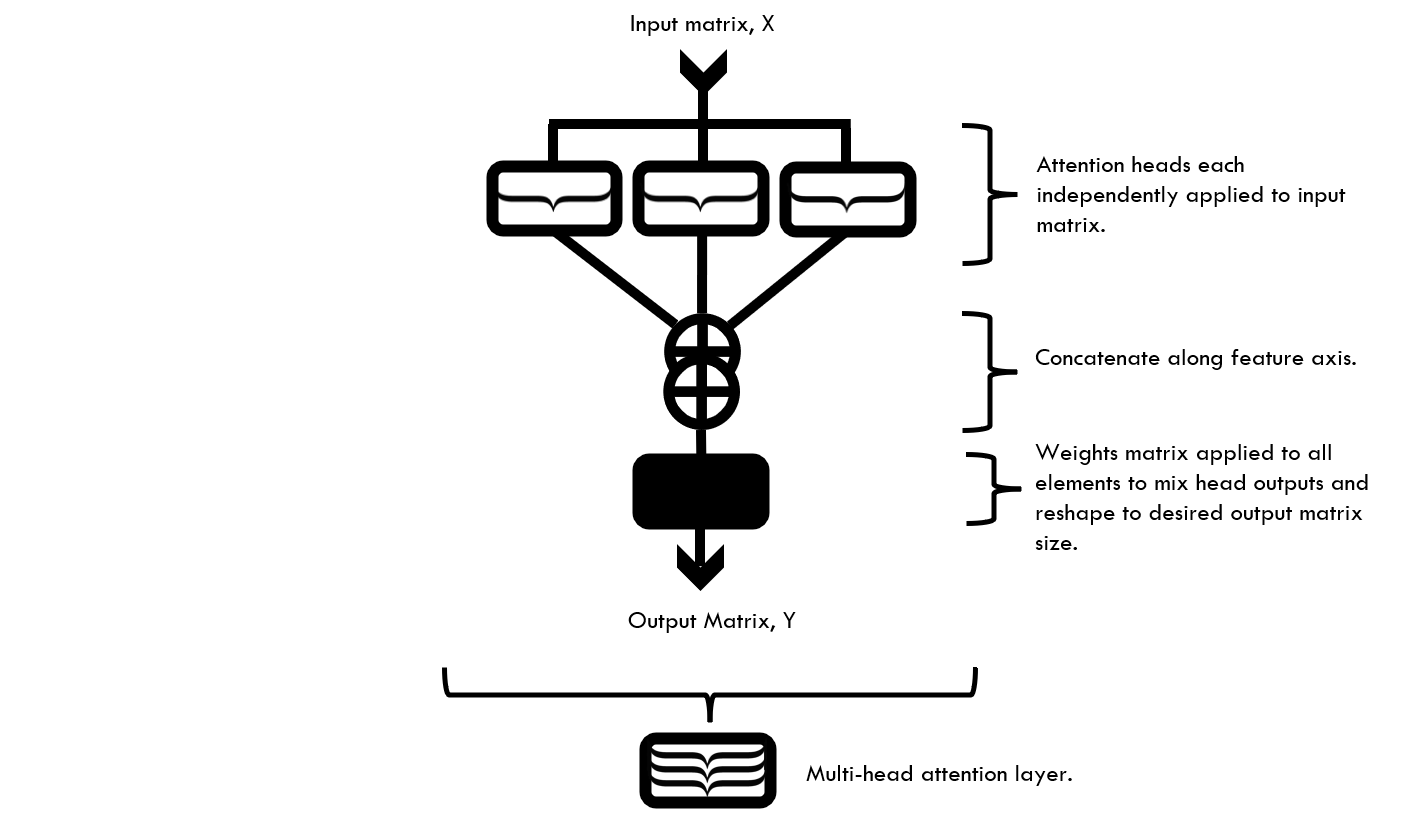 Input matrix, X
Attention heads each
independently applied to input
matrix.
Concatenate along feature axis.
Weights matrix applied to all
elements to mix head outputs and
reshape to desired output matrix
size.
Output Matrix, Y
Multi-head attention layer.